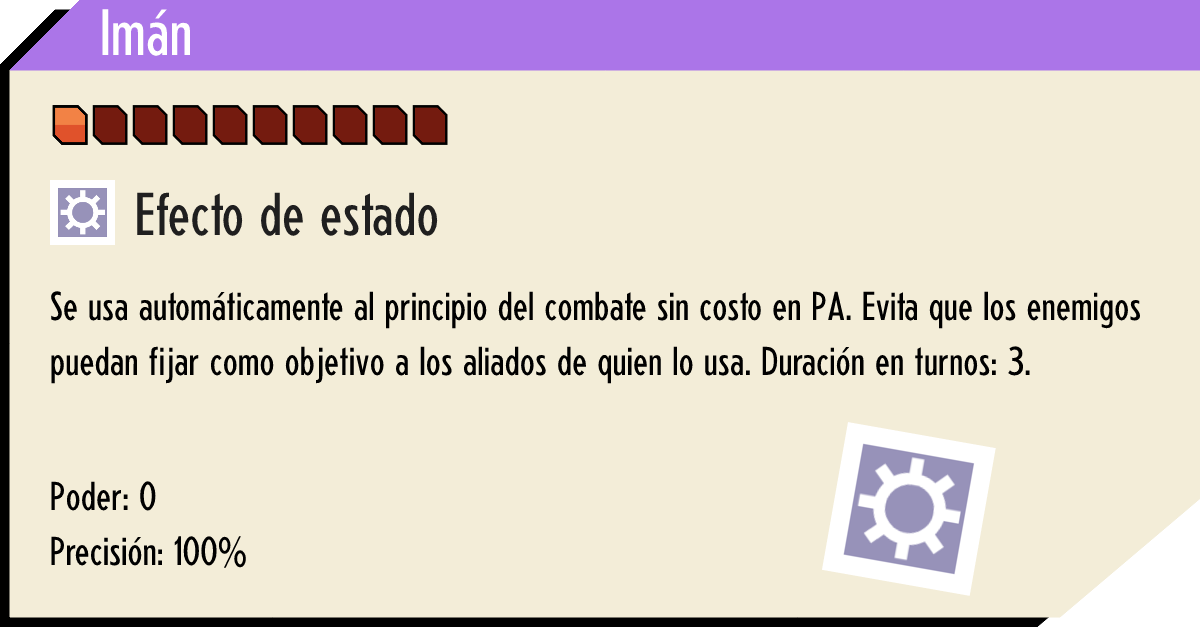 Imán
Efecto de estado
Se usa automáticamente al principio del combate sin costo en PA. Evita que los enemigos
puedan fijar como objetivo a los aliados de quien lo usa. Duración en turnos: 3.
Poder: 0
Precisión: 100%